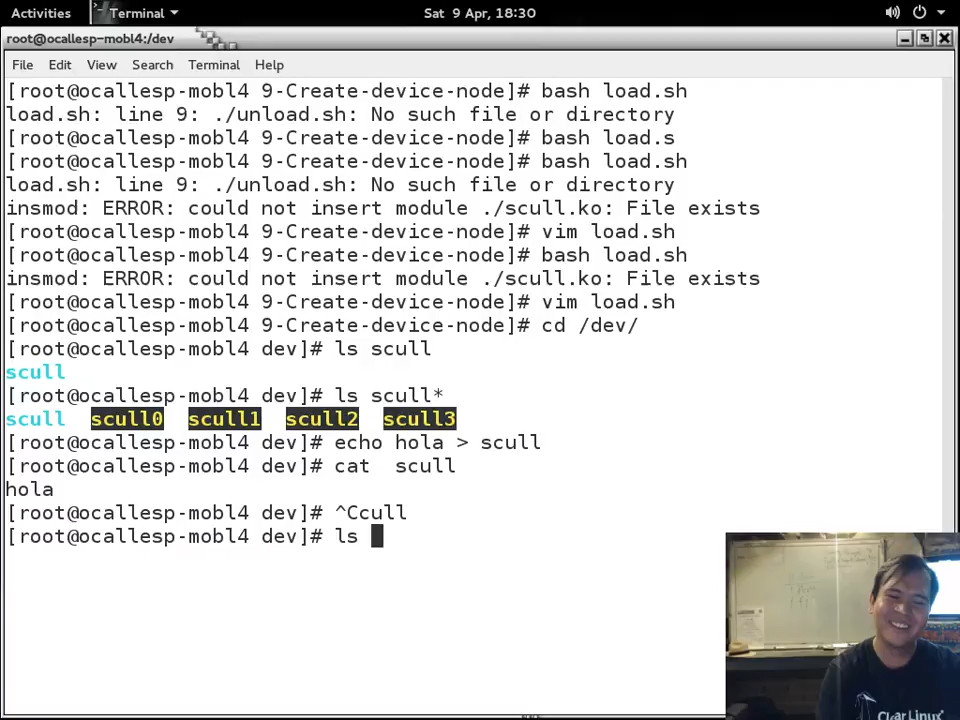 Activities Terminal Sat 9 Apr, 18:30
root@ocallesp-mobl4:/dev
File Edit View Search Terminal Help
[root@ocallesp-mobl4 9-Create-device-node]# bash load.sh
load.sh: line 9: ./unload.sh: No such file or directory
[root@ocallesp-mobl4 9-Create-device-node]# bash load.s
[root@ocallesp-mobl4 9-Create-device-node]# bash load.sh
load.sh: line 9: ./unload.sh: No such file or directory
insmod: ERROR: could not insert module ./scull.ko: File exists
[root@ocallesp-mobl4 9-Create-device-node]# vim load.sh
[root@ocallesp-mobl4 9-Create-device-node]# bash load.sh
insmod: ERROR: could not insert module ./scull.ko: File exists
[root@ocallesp-mobl4 9-Create-device-node]# vim load.sh
[root@ocallesp-mobl4 9-Create-device-node]# cd /dev/
[root@ocallesp-mobl4 dev]# ls scull
scull
[root@ocallesp-mobl4 dev]# ls scull*
scull scull0 scull1 scull2 scull3
[root@ocallesp-mobl4 dev]# echo hola > scull
[root@ocallesp-mobl4 dev]# cat  scull
hola
[root@ocallesp-mobl4 dev]# ^Ccull
[root@ocallesp-mobl4 dev]# ls
Clear Linux